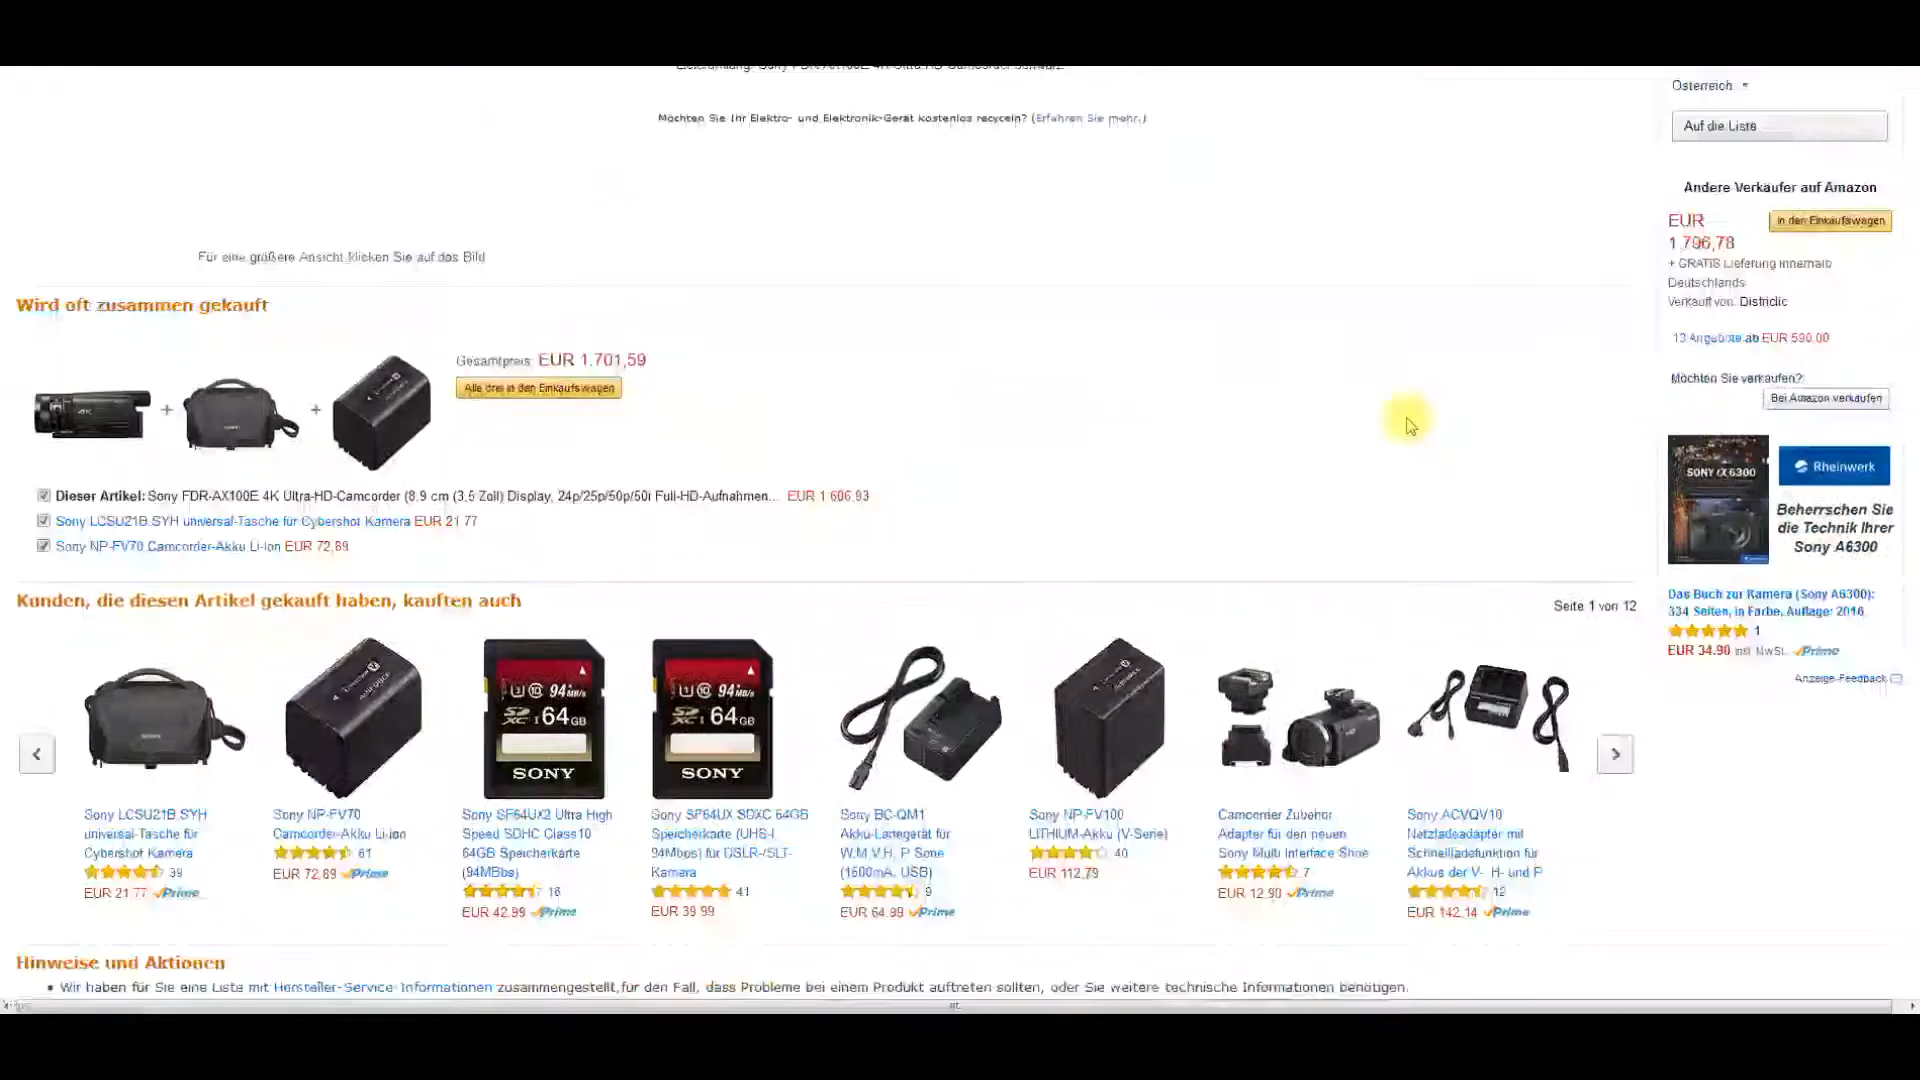 Möchten Sie Ihr Elektro- und Elektronik-Gerät kostenlos recyceln? (Erfahren Sie mehr.)
Für eine größere Ansicht klicken Sie auf das Bild
Österreich
Auf die Liste
Andere Verkäufer auf Amazon
EUR
1.796,78
In den Einkaufswagen
+ GRATIS Lieferung innerhalb
Deutschlands
Verkauft von: Districlic
13 Angebote ab EUR 590,00
Möchten Sie verkaufen?
Bei Amazon verkaufen
SONY α 6300
Rheinwerk
Beherrschen Sie
die Technik Ihrer
Sony A6300
Das Buch zur Kamera (Sony A6300):
334 Seiten, in Farbe, Auflage: 2016
1
EUR 34,90 inkl. MwSt. Prime
Anzeige-Feedback
Wird oft zusammen gekauft
4K
+
SONY
+
Gesamtpreis: EUR 1.701,59
Alle drei in den Einkaufswagen
Dieser Artikel: Sony FDR-AX100E 4K Ultra-HD-Camcorder (8,9 cm (3,5 Zoll) Display, 24p/25p/50p/50i Full-HD-Aufnahmen... EUR 1.606,93
Sony LCSU21B.SYH universal-Tasche für Cybershot Kamera EUR 21,77
Sony NP-FV70 Camcorder-Akku Li-Ion EUR 72,89
Kunden, die diesen Artikel gekauft haben, kauften auch
Seite 1 von 12
94MB/s
SDXC I 64GB
SONY
94MB/s
SDXC I 64GB
SONY
Sony LCSU21B.SYH
universal-Tasche für
Cybershot Kamera
39
EUR 21,77 Prime
Sony NP-FV70
Camcorder-Akku Li-Ion
61
EUR 72,89 Prime
Sony SF64UX2 Ultra High
Speed SDHC Class10
64GB Speicherkarte
(94MBs)
16
EUR 42,99 Prime
Sony SF64UX SDXC 64GB
Speicherkarte (UHS-I,
94Mbps) für DSLR-/SLT-
Kamera
41
EUR 39,99
Sony BC-QM1
Akku-Ladegerät für
W,M,V,H, P Serie
(1600mA, USB)
9
EUR 64,99 Prime
Sony NP-FV100
LITHIUM-Akku (V-Serie)
40
EUR 112,79
Camcorder Zubehör
Adapter für den neuen
Sony Multi Interface Shoe
7
EUR 12,90 Prime
Sony ACVQV10
Netzladeadapter mit
Schnellladefunktion für
Akkus der V- H- und P
12
EUR 142,14 Prime
Hinweise und Aktionen
• Wir haben für Sie eine Liste mit Hersteller-Service-Informationen zusammengestellt, für den Fall, dass Probleme bei einem Produkt auftreten sollten, oder Sie weitere technische Informationen benötigen.